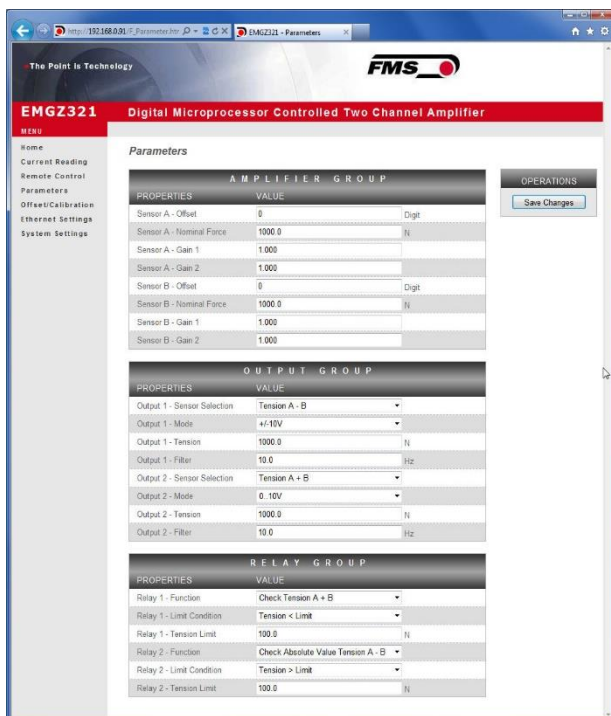 http://192.168.0.91/F_Parameter.htr
EMGZ321 - Parameters
The Point is Technology
FMS
EMGZ321
Digital Microprocessor Controlled Two Channel Amplifier
MENU
Home
Current Reading
Remote Control
Parameters
Offset/Calibration
Ethernet Settings
System Settings
Parameters
AMPLIFIER GROUP
PROPERTIES VALUE
Sensor A - Offset 0 Digit
Sensor A - Nominal Force 1000.0 N
Sensor A - Gain 1 1.000
Sensor A - Gain 2 1.000
Sensor B - Offset 0 Digit
Sensor B - Nominal Force 1000.0 N
Sensor B - Gain 1 1.000
Sensor B - Gain 2 1.000
OUTPUT GROUP
PROPERTIES VALUE
Output 1 - Sensor Selection Tension A - B
Output 1 - Mode +/-10V
Output 1 - Tension 1000.0 N
Output 1 - Filter 10.0 Hz
Output 2 - Sensor Selection Tension A + B
Output 2 - Mode 0..10V
Output 2 - Tension 1000.0 N
Output 2 - Filter 10.0 Hz
RELAY GROUP
PROPERTIES VALUE
Relay 1 - Function Check Tension A + B
Relay 1 - Limit Condition Tension < Limit
Relay 1 - Tension Limit 100.0 N
Relay 2 - Function Check Absolute Value Tension A - B
Relay 2 - Limit Condition Tension > Limit
Relay 2 - Tension Limit 100.0 N
OPERATIONS
Save Changes